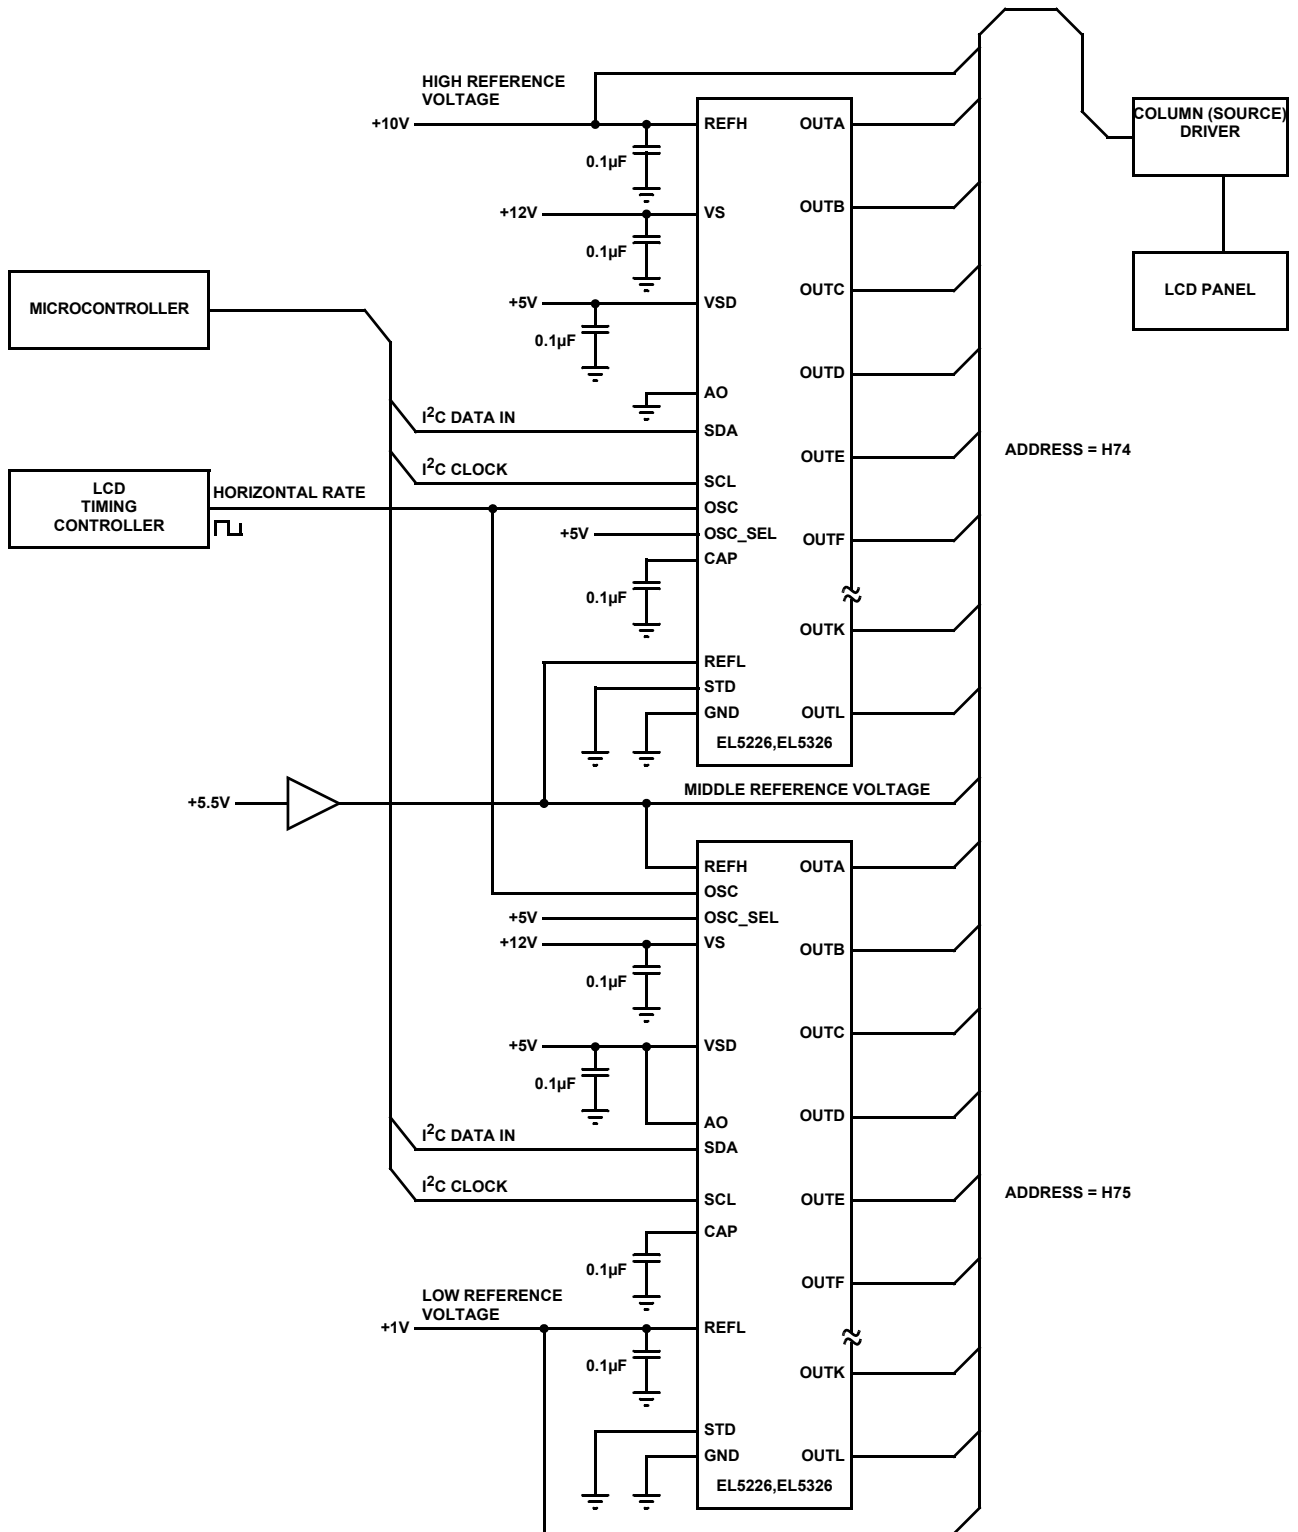 HIGH REFERENCE
VOLTAGE
+10V
REFH
OUTA
COLUMN (SOURCE)
DRIVER
0.1µF
+12V
VS
OUTB
0.1µF
MICROCONTROLLER
+5V
VSD
OUTC
LCD PANEL
0.1µF
OUTD
AO
I²C DATA IN
SDA
OUTE
ADDRESS = H74
I²C CLOCK
SCL
LCD
TIMING
CONTROLLER
HORIZONTAL RATE
OSC
+5V
OSC_SEL
OUTF
CAP
0.1µF
OUTK
REFL
STD
GND
OUTL
EL5226,EL5326
+5.5V
MIDDLE REFERENCE VOLTAGE
REFH
OUTA
OSC
+5V
OSC_SEL
+12V
VS
OUTB
0.1µF
OUTC
+5V
VSD
0.1µF
OUTD
AO
I²C DATA IN
SDA
I²C CLOCK
SCL
OUTE
ADDRESS = H75
CAP
0.1µF
OUTF
LOW REFERENCE
VOLTAGE
+1V
REFL
0.1µF
OUTK
STD
GND
OUTL
EL5226,EL5326